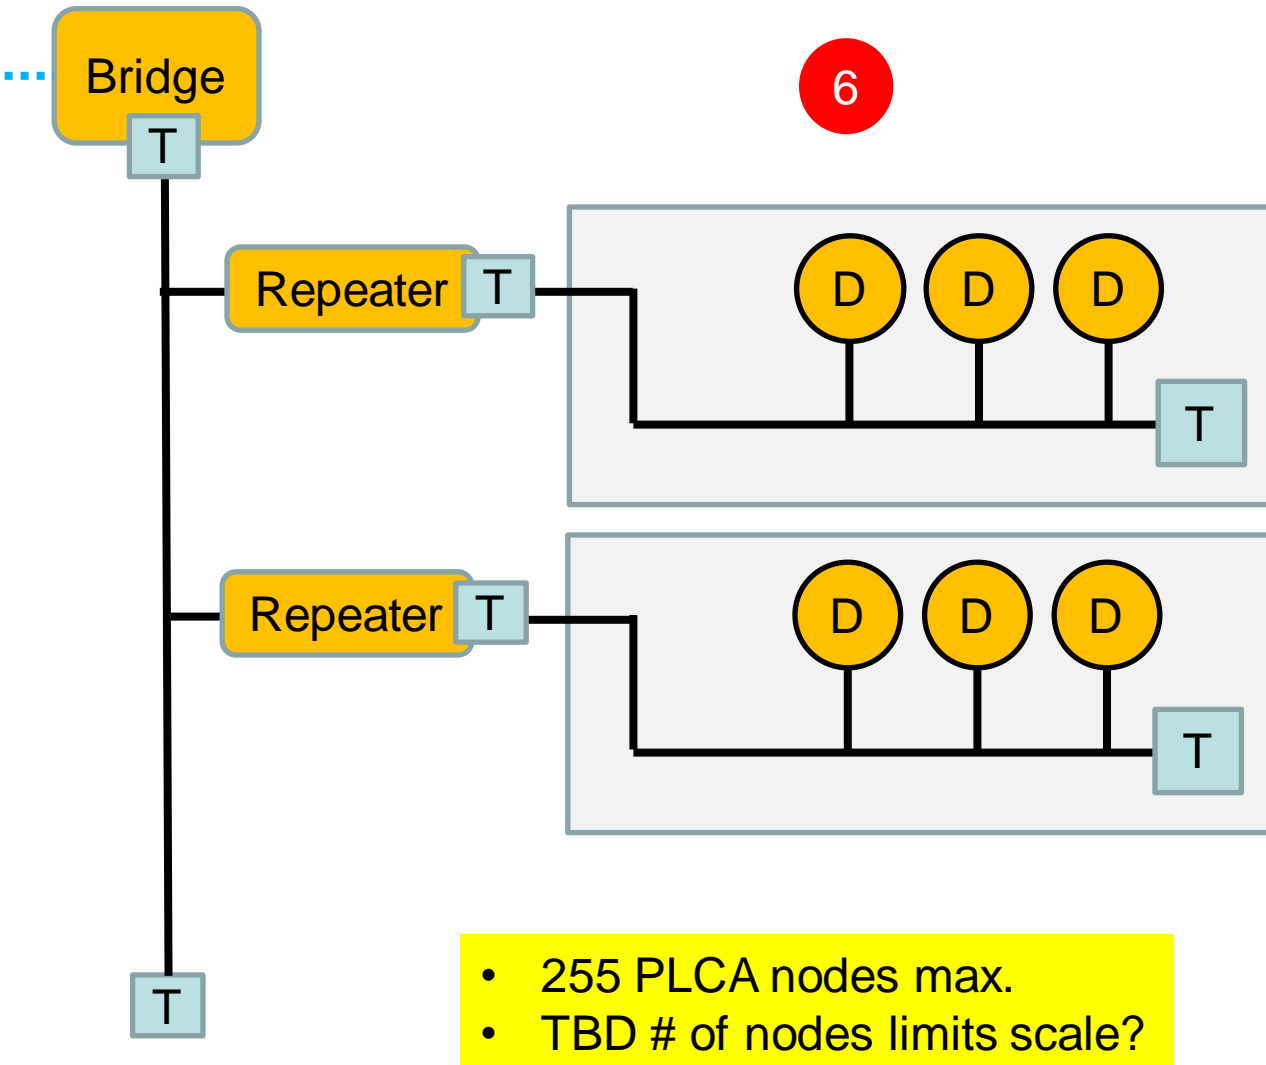 Bridge
6
T
Repeater T
D D D
T
Repeater T
D D D
T
T
• 255 PLCA nodes max.
• TBD # of nodes limits scale?